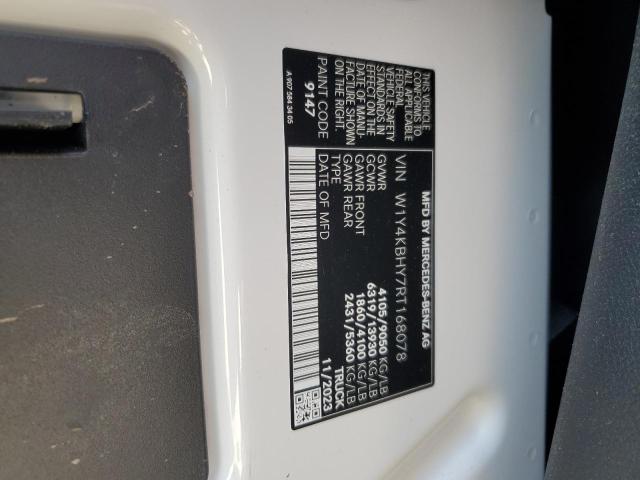 MFD BY MERCEDES-BENZ AG
VIN W1Y4KBHY7RT168078
GVWR 4105/9050 KG/LB
GCWR 6319/13930 KG/LB
GAWR FRONT 1860/4100 KG/LB
GAWR REAR 2431/5360 KG/LB
TYPE TRUCK
DATE OF MFD 11/2023
THIS VEHICLE
CONFORMS TO
ALL APPLICABLE
FEDERAL
VEHICLE SAFETY
STANDARDS IN
EFFECT ON THE
DATE OF MANU-
FACTURE SHOWN
ON THE RIGHT.
PAINT CODE
9147
A 907 584 34 05